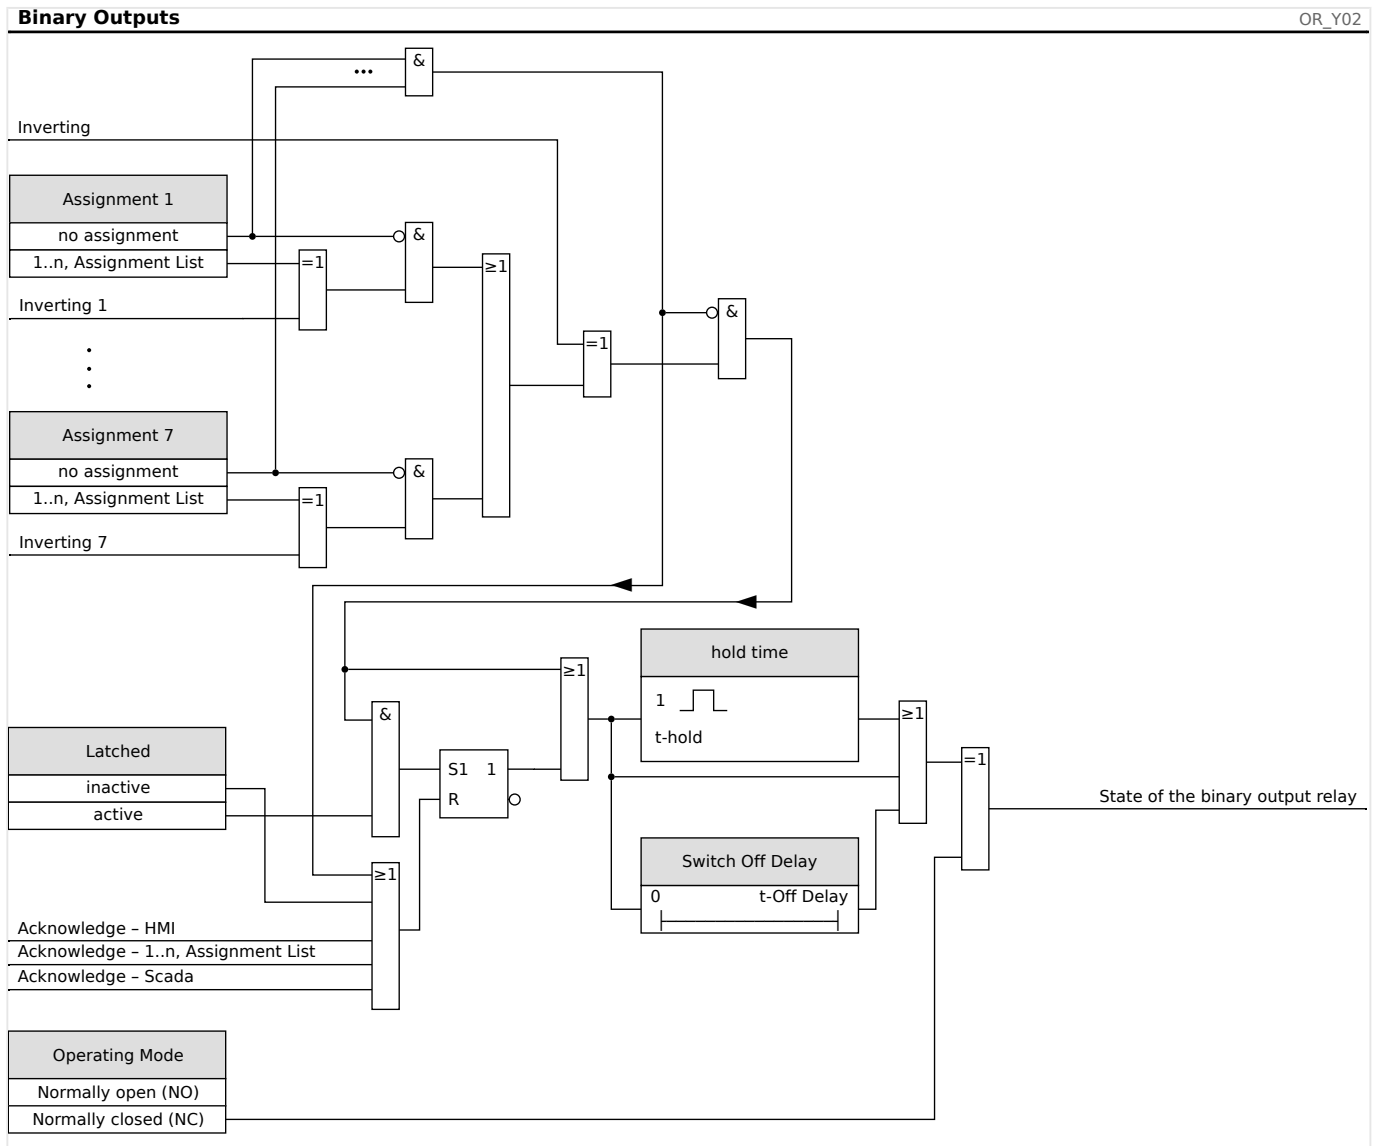 Binary Outputs
OR_Y02
&
•••
Inverting
Assignment 1
no assignment
&
1..n, Assignment List
=1
≥1
Inverting 1
&
=1
Assignment 7
no assignment
&
1..n, Assignment List
=1
Inverting 7
hold time
≥1
1
t-hold
&
≥1
Latched
inactive
active
S1 1
R
=1
State of the binary output relay
Switch Off Delay
0 t-Off Delay
≥1
Acknowledge – HMI
Acknowledge – 1..n, Assignment List
Acknowledge – Scada
Operating Mode
Normally open (NO)
Normally closed (NC)